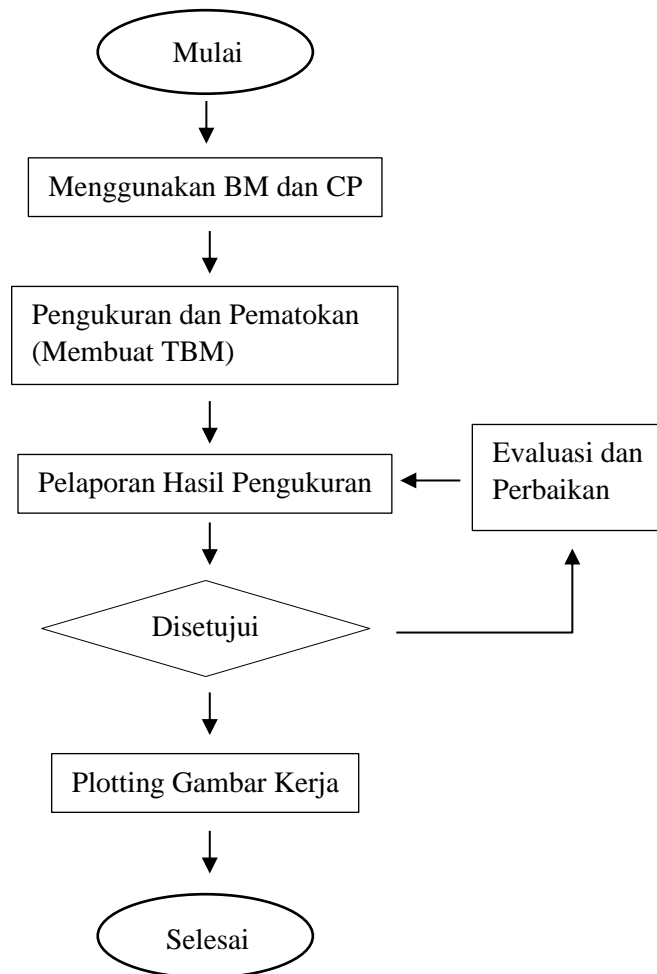 Mulai
Menggunakan BM dan CP
Pengukuran dan Pematokan
(Membuat TBM)
Pelaporan Hasil Pengukuran
Evaluasi dan
Perbaikan
Disetujui
Plotting Gambar Kerja
Selesai